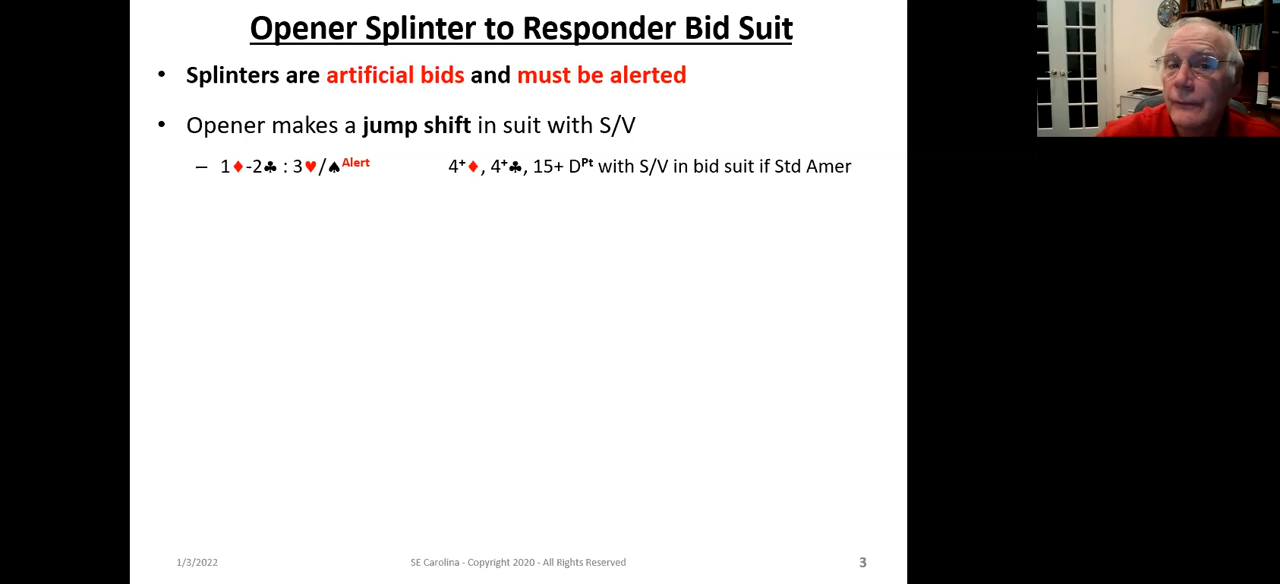 Opener Splinter to Responder Bid Suit
• Splinters are artificial bids and must be alerted
• Opener makes a jump shift in suit with S/V
– 1♦-2♣ : 3♥/♠Alert 4+♦, 4+♣, 15+ DPt with S/V in bid suit if Std Amer
1/3/2022 SE Carolina - Copyright 2020 - All Rights Reserved 3